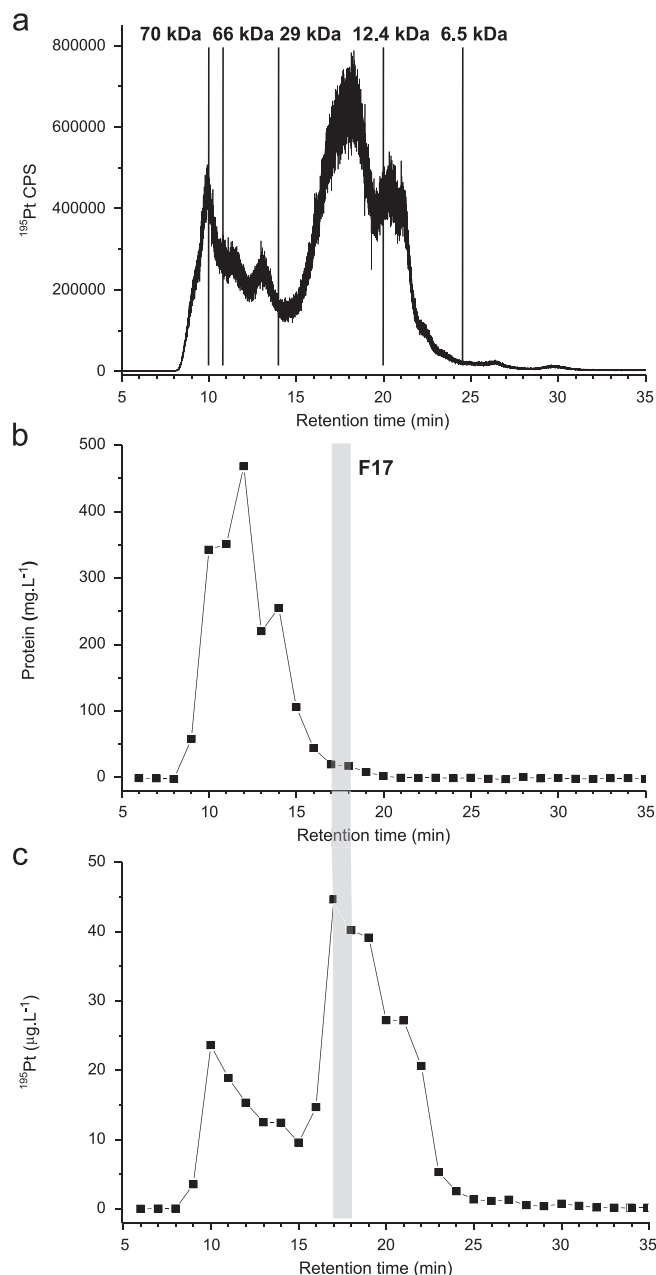 a
70 kDa 66 kDa 29 kDa 12.4 kDa 6.5 kDa
800000
600000
400000
200000
0
¹⁹⁵Pt CPS
5 10 15 20 25 30 35
Retention time (min)
b
500
400
300
200
100
0
Protein (mg.L⁻¹)
F17
5 10 15 20 25 30 35
Retention time (min)
c
50
40
30
20
10
0
¹⁹⁵Pt (µg.L⁻¹)
5 10 15 20 25 30 35
Retention time (min)